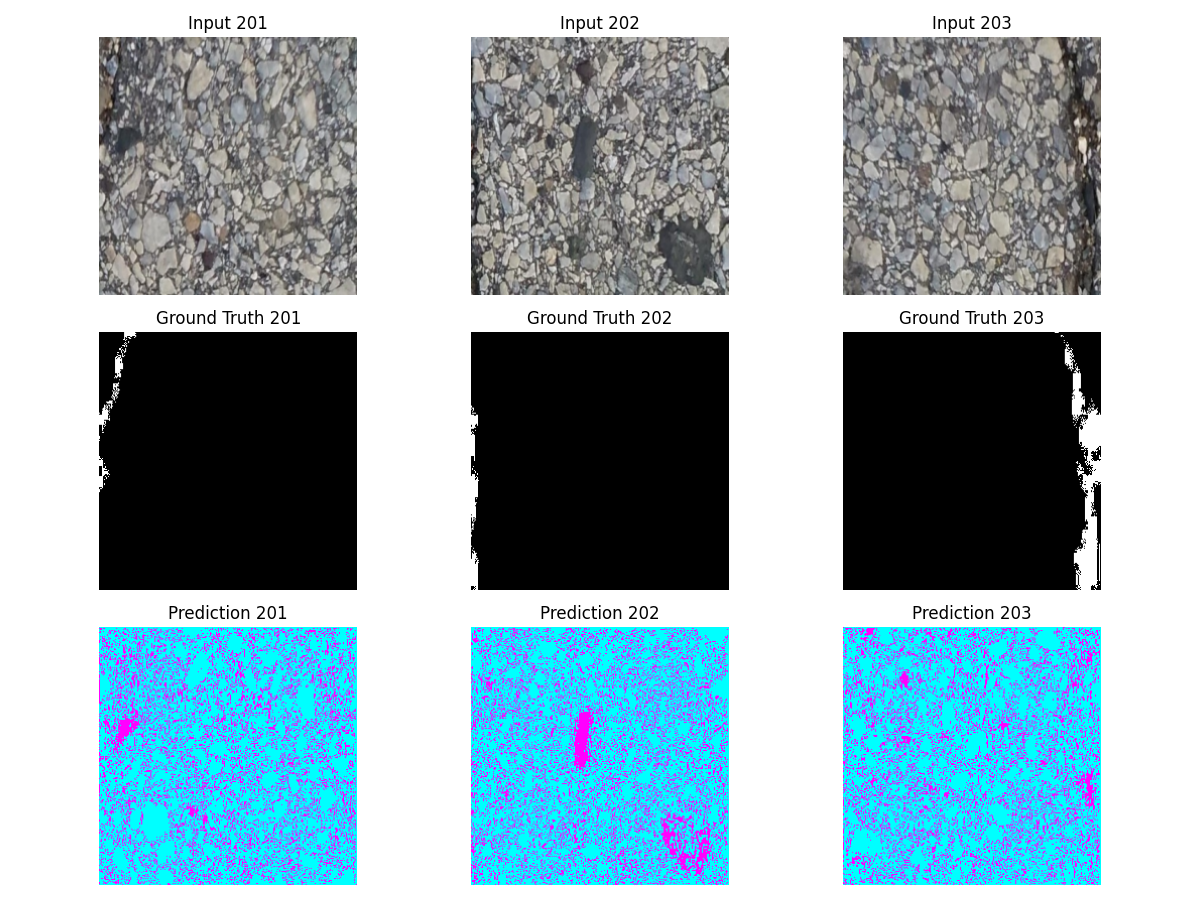 Input 201
Input 202
Input 203
Ground Truth 201
Ground Truth 202
Ground Truth 203
Prediction 201
Prediction 202
Prediction 203